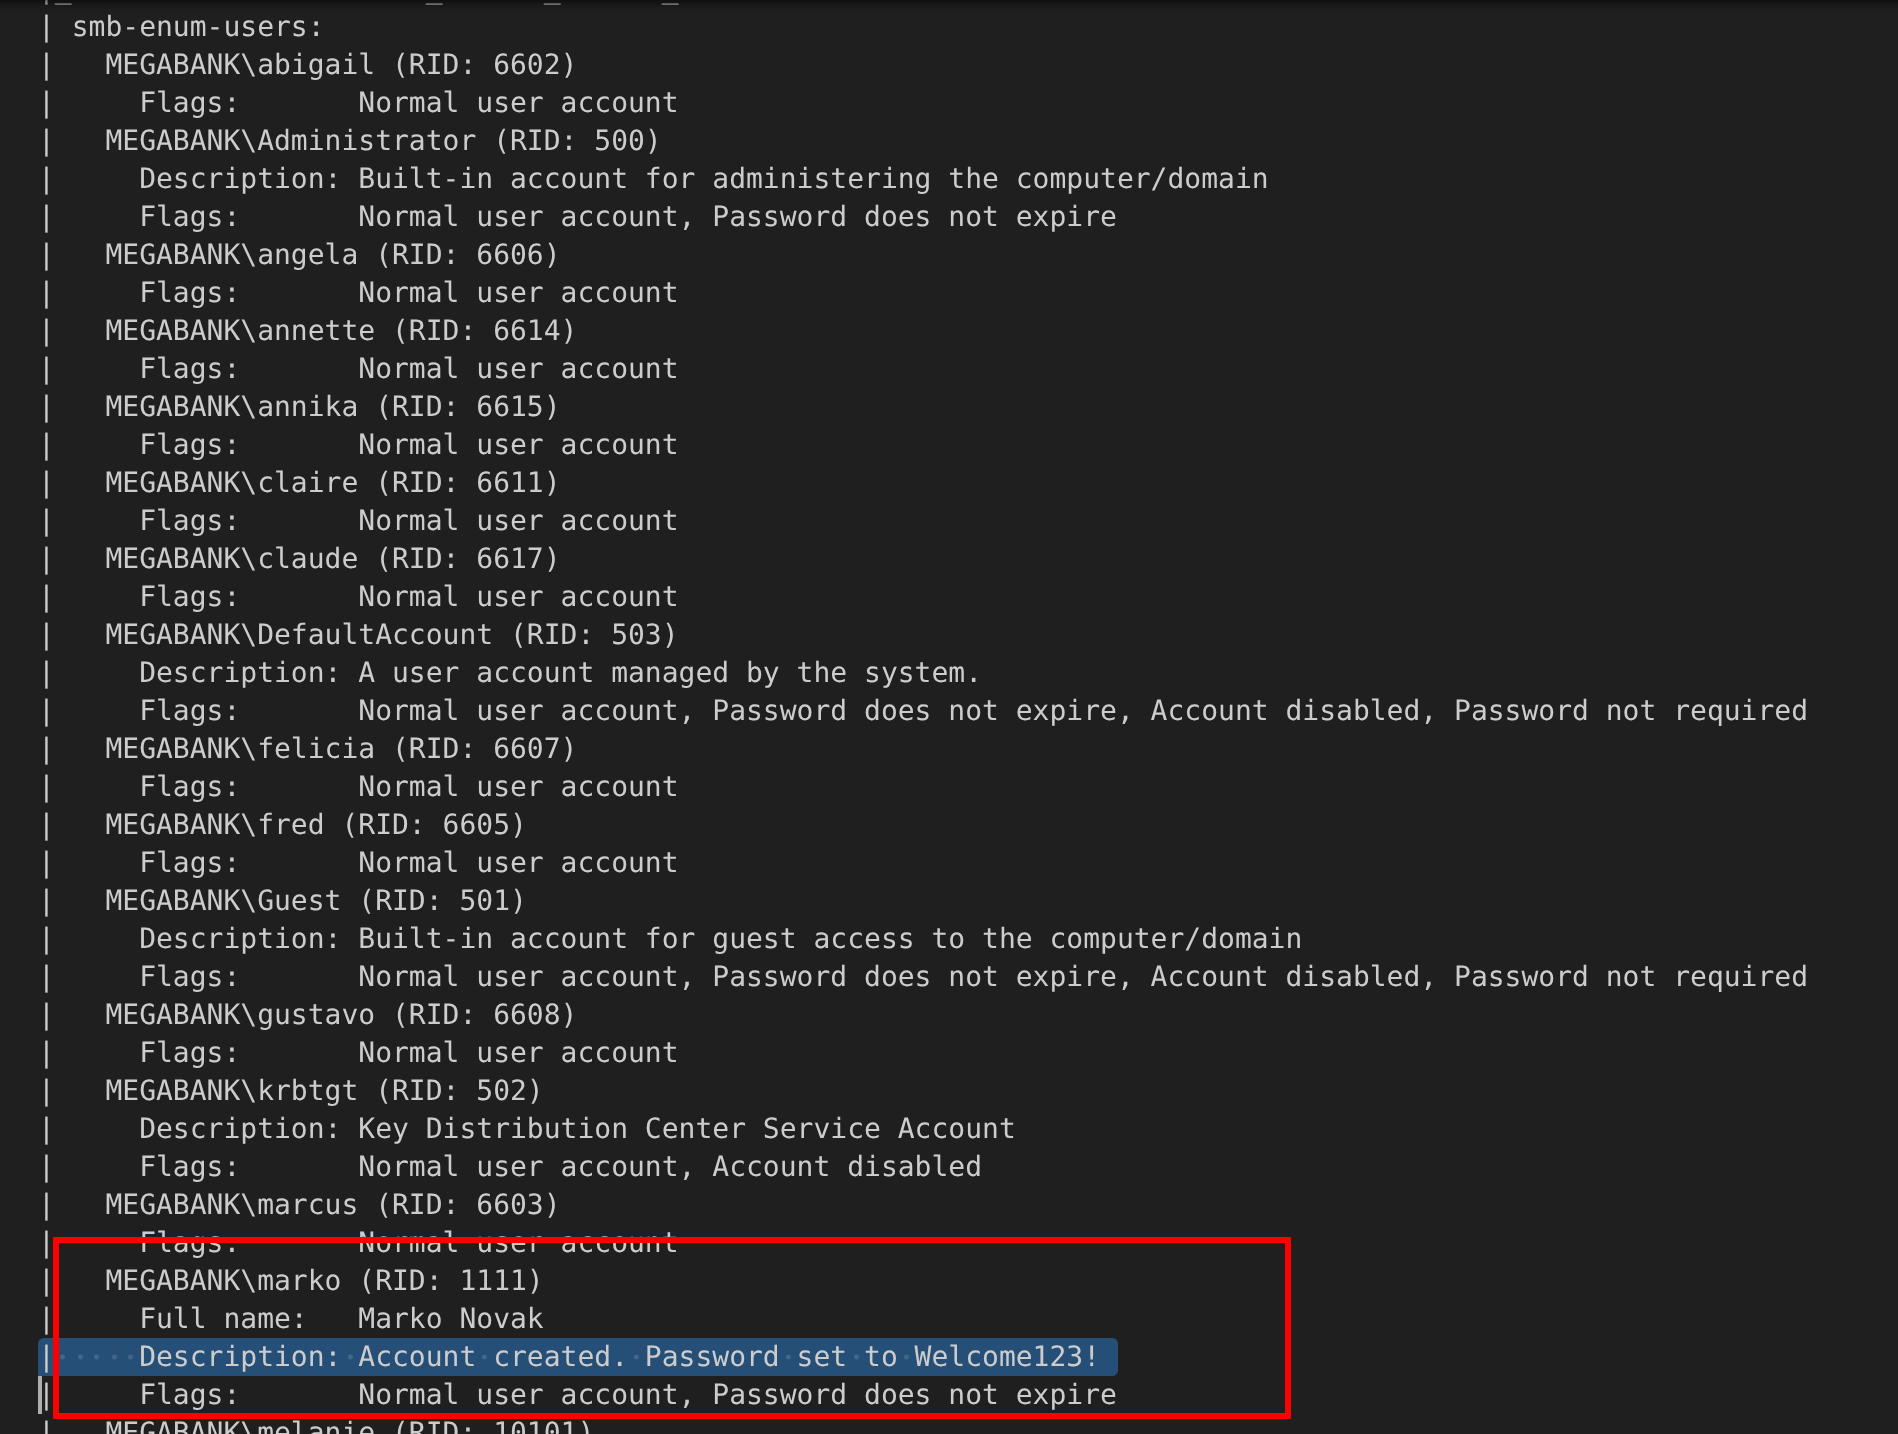 | smb-enum-users:
|   MEGABANK\abigail (RID: 6602)
|     Flags:       Normal user account
|   MEGABANK\Administrator (RID: 500)
|     Description: Built-in account for administering the computer/domain
|     Flags:       Normal user account, Password does not expire
|   MEGABANK\angela (RID: 6606)
|     Flags:       Normal user account
|   MEGABANK\annette (RID: 6614)
|     Flags:       Normal user account
|   MEGABANK\annika (RID: 6615)
|     Flags:       Normal user account
|   MEGABANK\claire (RID: 6611)
|     Flags:       Normal user account
|   MEGABANK\claude (RID: 6617)
|     Flags:       Normal user account
|   MEGABANK\DefaultAccount (RID: 503)
|     Description: A user account managed by the system.
|     Flags:       Normal user account, Password does not expire, Account disabled, Password not required
|   MEGABANK\felicia (RID: 6607)
|     Flags:       Normal user account
|   MEGABANK\fred (RID: 6605)
|     Flags:       Normal user account
|   MEGABANK\Guest (RID: 501)
|     Description: Built-in account for guest access to the computer/domain
|     Flags:       Normal user account, Password does not expire, Account disabled, Password not required
|   MEGABANK\gustavo (RID: 6608)
|     Flags:       Normal user account
|   MEGABANK\krbtgt (RID: 502)
|     Description: Key Distribution Center Service Account
|     Flags:       Normal user account, Account disabled
|   MEGABANK\marcus (RID: 6603)
|     Flags:       Normal user account
|   MEGABANK\marko (RID: 1111)
|     Full name:   Marko Novak
|     Description: Account created. Password set to Welcome123!
|     Flags:       Normal user account, Password does not expire
|   MEGABANK\melanie (RID: 10101)